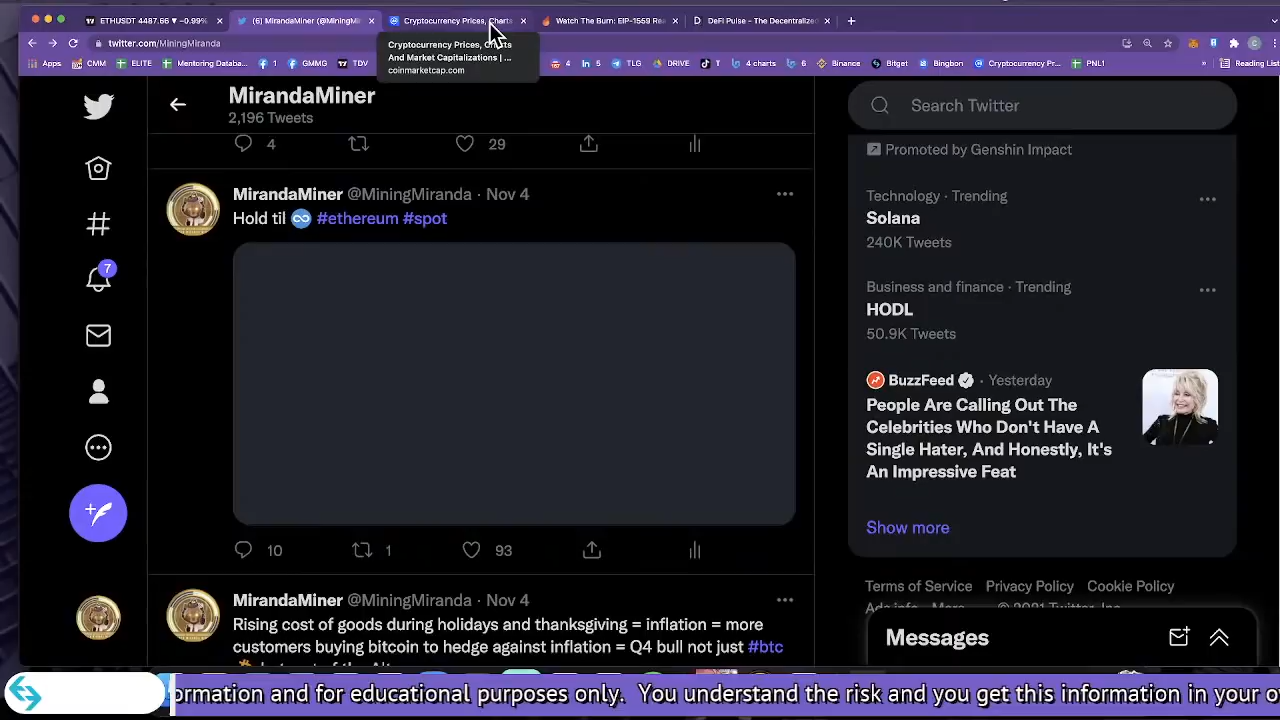 ETHUSDT 4487.66 ▼ −0.99%
(6) MirandaMiner (@MiningMi
Cryptocurrency Prices, Charts
Watch The Burn: EIP-1559 Rea
DeFi Pulse - The Decentralized
twitter.com/MiningMiranda
Apps
CMM
ELITE
Mentoring Databa...
1
GMMG
TDV
4
5
TLG
DRIVE
T
4 charts
6
Binance
Bitget
Bingbon
Cryptocurrency Pr...
PNL1
»
Reading List
Cryptocurrency Prices, Charts
And Market Capitalizations | ...
coinmarketcap.com
MirandaMiner
2,196 Tweets
4
29
MirandaMiner @MiningMiranda · Nov 4
Hold til ♾ #ethereum #spot
10
1
93
MirandaMiner @MiningMiranda · Nov 4
Rising cost of goods during holidays and thanksgiving = inflation = more
customers buying bitcoin to hedge against inflation = Q4 bull not just #btc
7
Search Twitter
Promoted by Genshin Impact
Technology · Trending
Solana
240K Tweets
Business and finance · Trending
HODL
50.9K Tweets
BuzzFeed · Yesterday
People Are Calling Out The
Celebrities Who Don't Have A
Single Hater, And Honestly, It's
An Impressive Feat
Show more
Terms of Service Privacy Policy Cookie Policy
Messages
ormation and for educational purposes only. You understand the risk and you get this information in your o